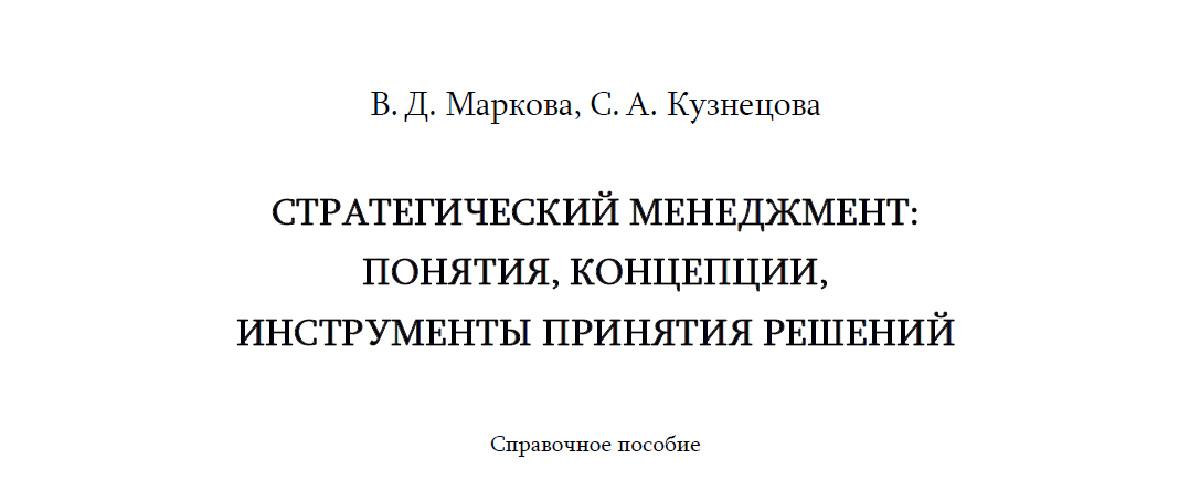 В. Д. Маркова, С. А. Кузнецова
СТРАТЕГИЧЕСКИЙ МЕНЕДЖМЕНТ:
ПОНЯТИЯ, КОНЦЕПЦИИ,
ИНСТРУМЕНТЫ ПРИНЯТИЯ РЕШЕНИЙ
Справочное пособие